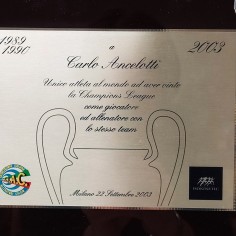 1989
1990
2003
a
Carlo Ancelotti
Unico atleta al mondo ad aver vinto
la Champions League
come giocatore
ed allenatore con
lo stesso team
Milano 22 Settembre 2003